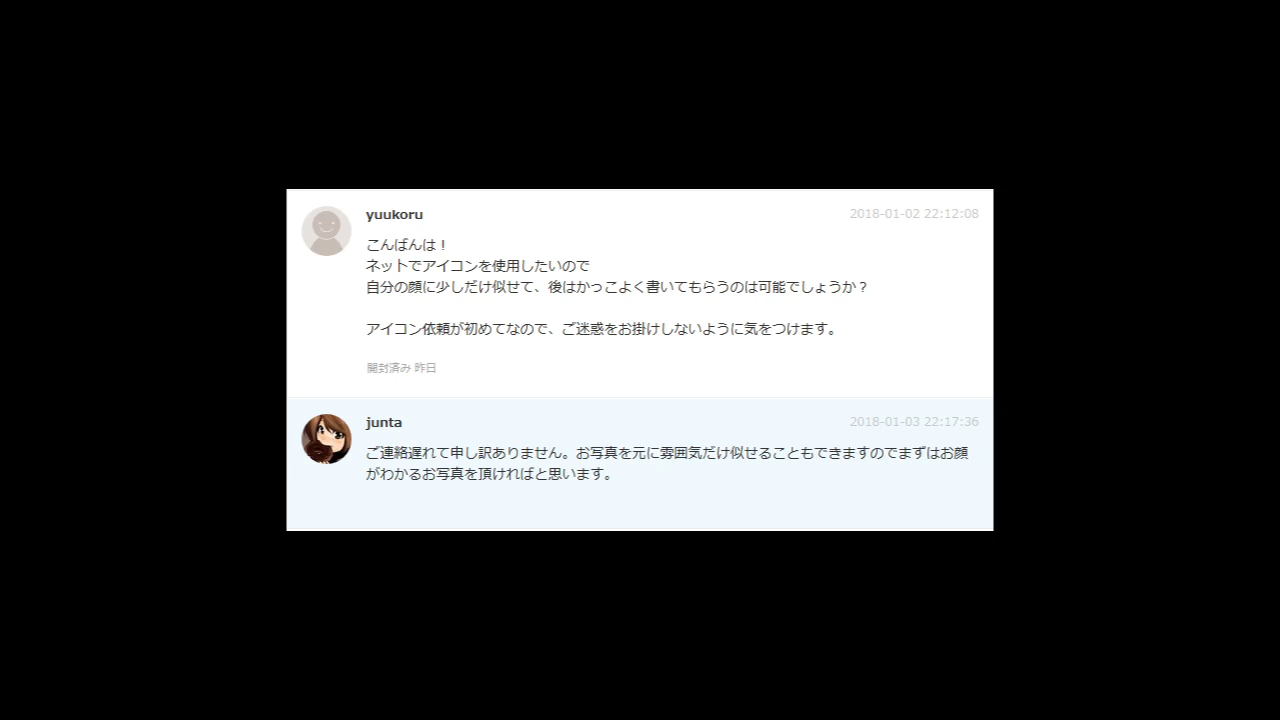 yuukoru
2018-01-02 22:12:08
こんばんは！
ネットでアイコンを使用したいので
自分の顔に少しだけ似せて、後はかっこよく書いてもらうのは可能でしょうか？
アイコン依頼が初めてなので、ご迷惑をお掛けしないように気をつけます。
開封済み 昨日
junta
2018-01-03 22:17:36
ご連絡遅れて申し訳ありません。お写真を元に雰囲気だけ似せることもできますのでまずはお顔
がわかるお写真を頂ければと思います。